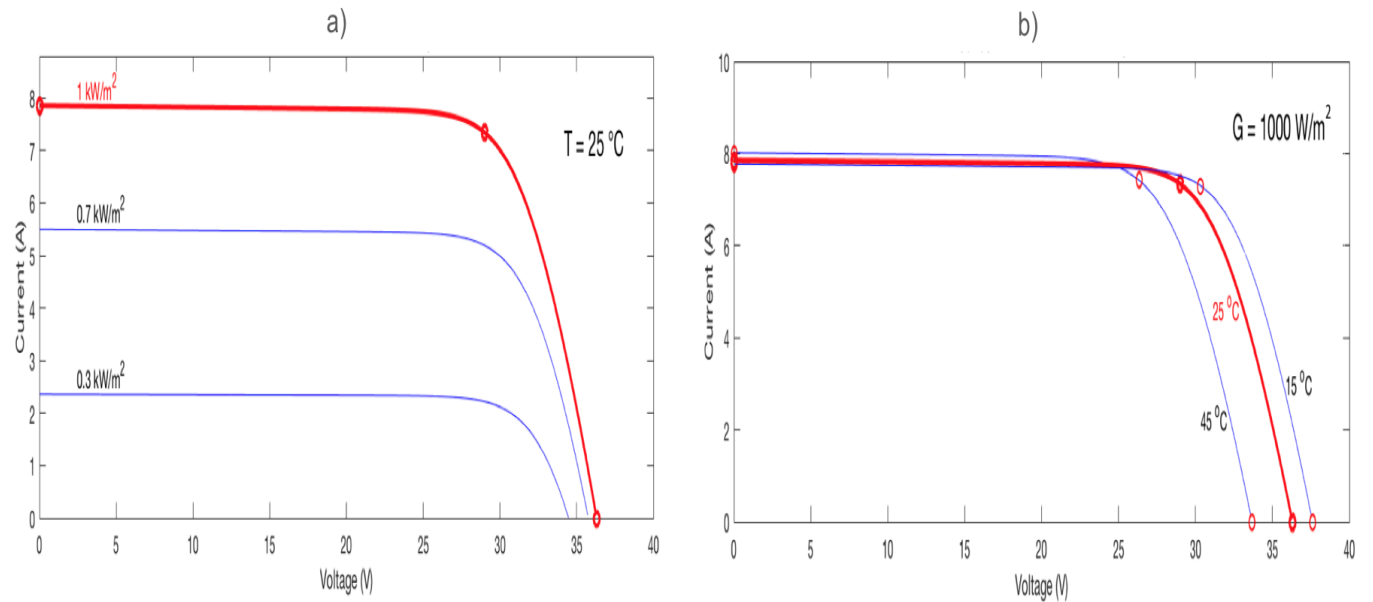 a)
1 kW/m²
T = 25 °C
0.7 kW/m²
0.3 kW/m²
Current (A)
8
7
6
5
4
3
2
1
0
0 5 10 15 20 25 30 35 40
Voltage (V)
b)
G = 1000 W/m²
25 °C
15 °C
45 °C
Current (A)
10
8
6
4
2
0
0 5 10 15 20 25 30 35 40
Voltage (V)